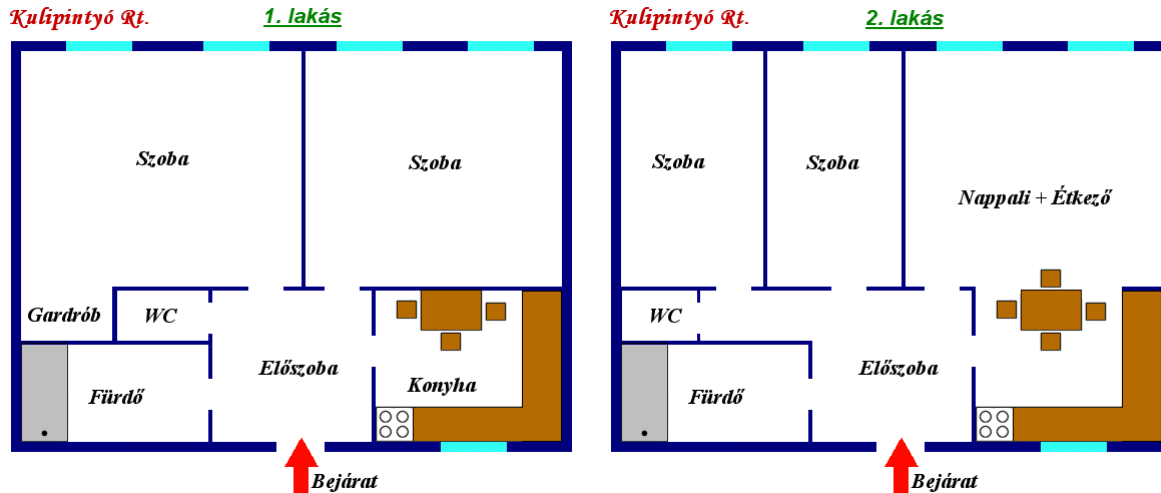 Kulipintyó Rt.
1. lakás
Szoba
Szoba
Gardrób
WC
Előszoba
Fürdő
Konyha
Bejárat
Kulipintyó Rt.
2. lakás
Szoba
Szoba
Nappali + Étkező
WC
Előszoba
Fürdő
Bejárat